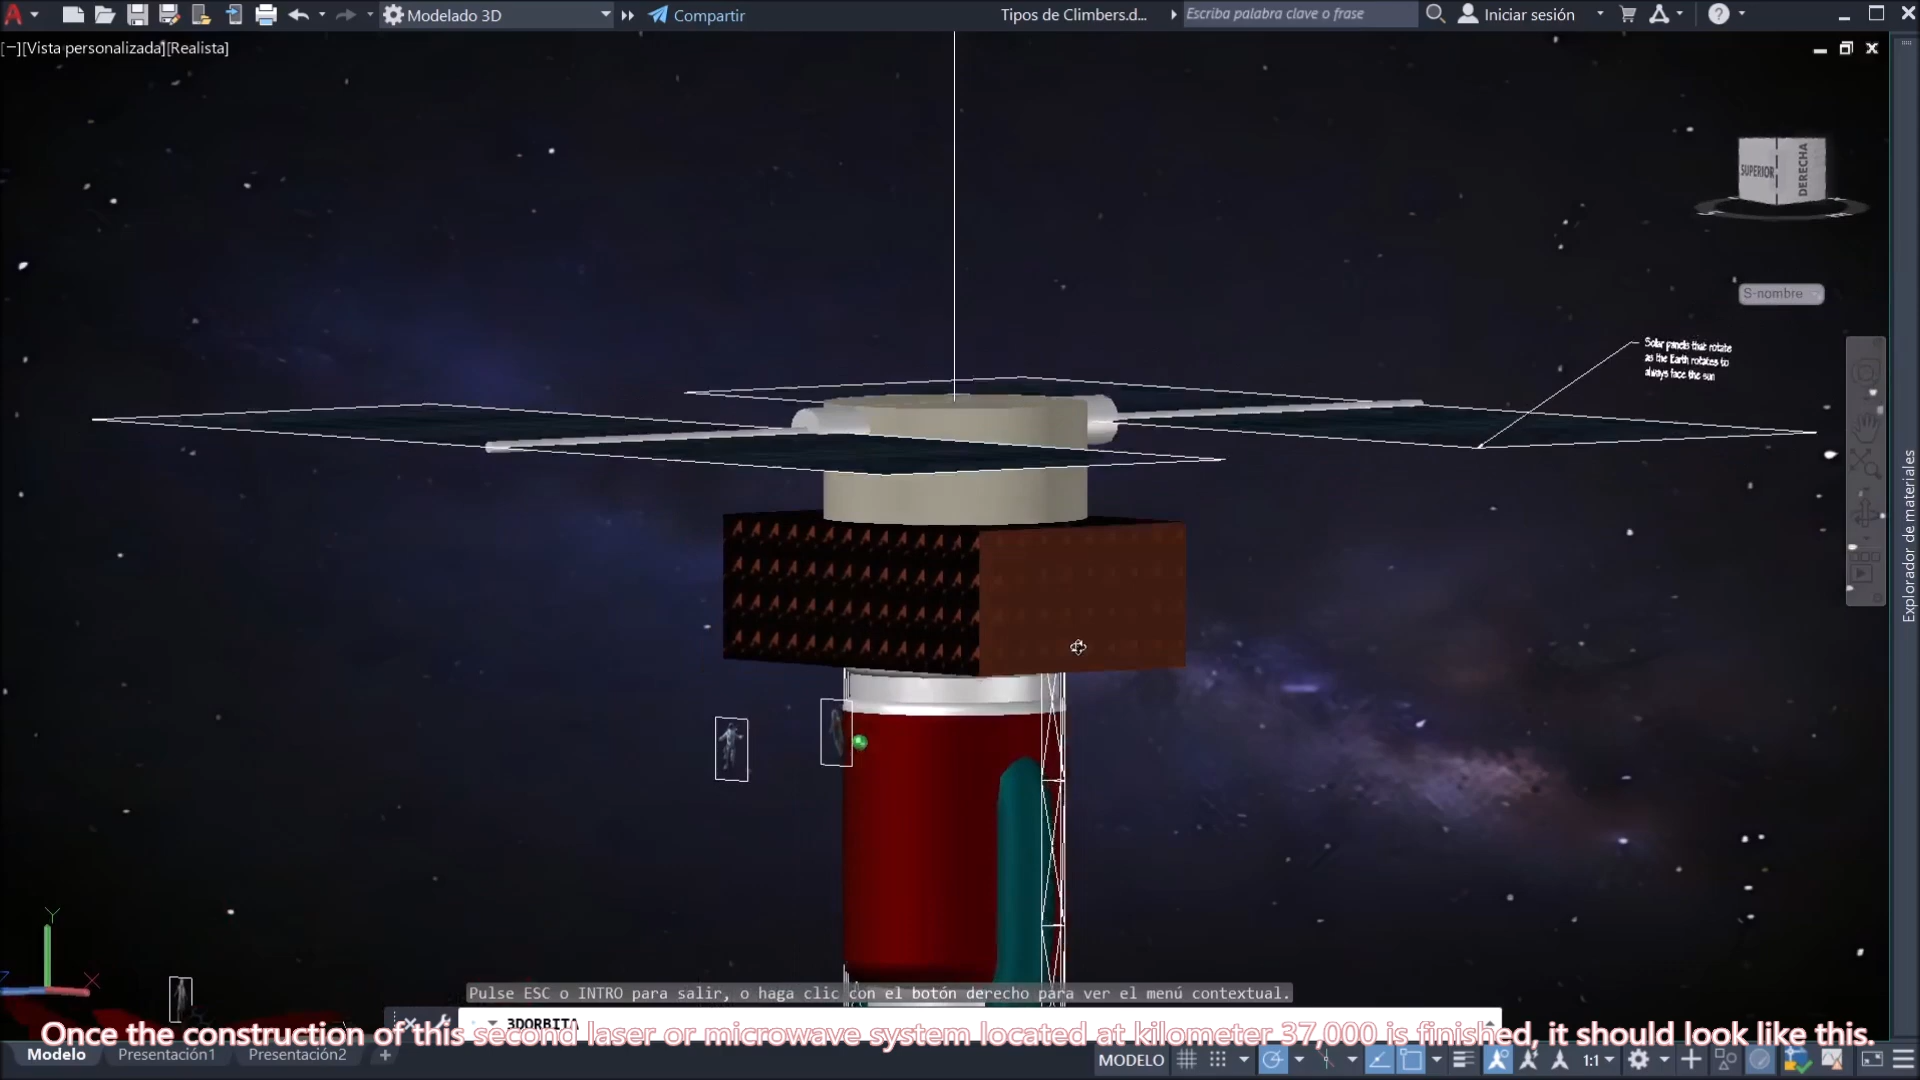 Modelado 3D
Compartir
Tipos de Climbers.d...
Escriba palabra clave o frase
Iniciar sesión
[−][Vista personalizada][Realista]
SUPERIOR
DERECHA
S-nombre
Solar panels that rotate
as the Earth rotates to
always face the sun
Explorador de materiales
Y
X
Z
Pulse ESC o INTRO para salir, o haga clic con el botón derecho para ver el menú contextual.
3DORBITA
Once the construction of this second laser or microwave system located at kilometer 37,000 is finished, it should look like this.
Modelo
Presentación1
Presentación2
MODELO
1:1